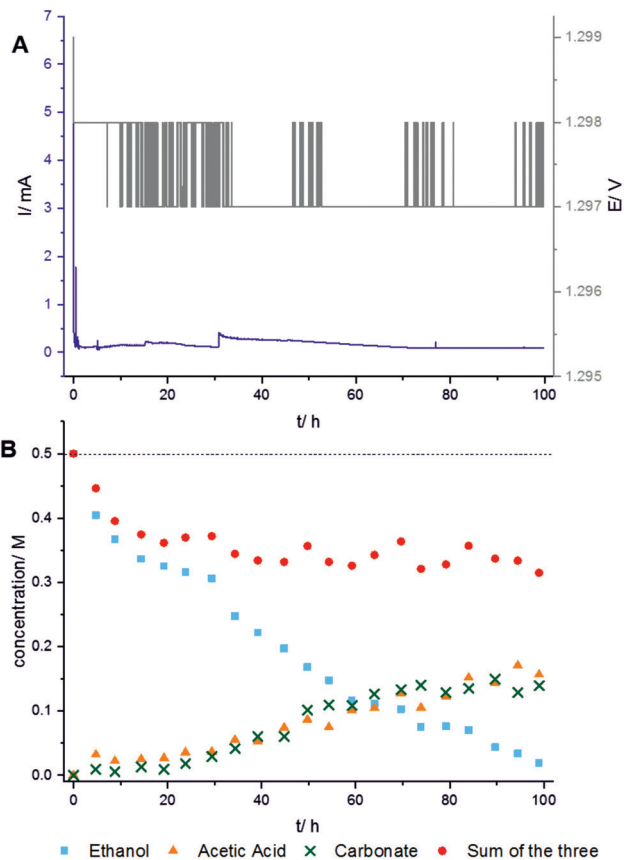 A
I/ mA
7
6
5
4
3
2
1
0
E/ V
1.299
1.298
1.297
1.296
1.295
0 20 40 60 80 100
t/ h
B
concentration/ M
0.5
0.4
0.3
0.2
0.1
0.0
0 20 40 60 80 100
t/ h
Ethanol Acetic Acid Carbonate Sum of the three